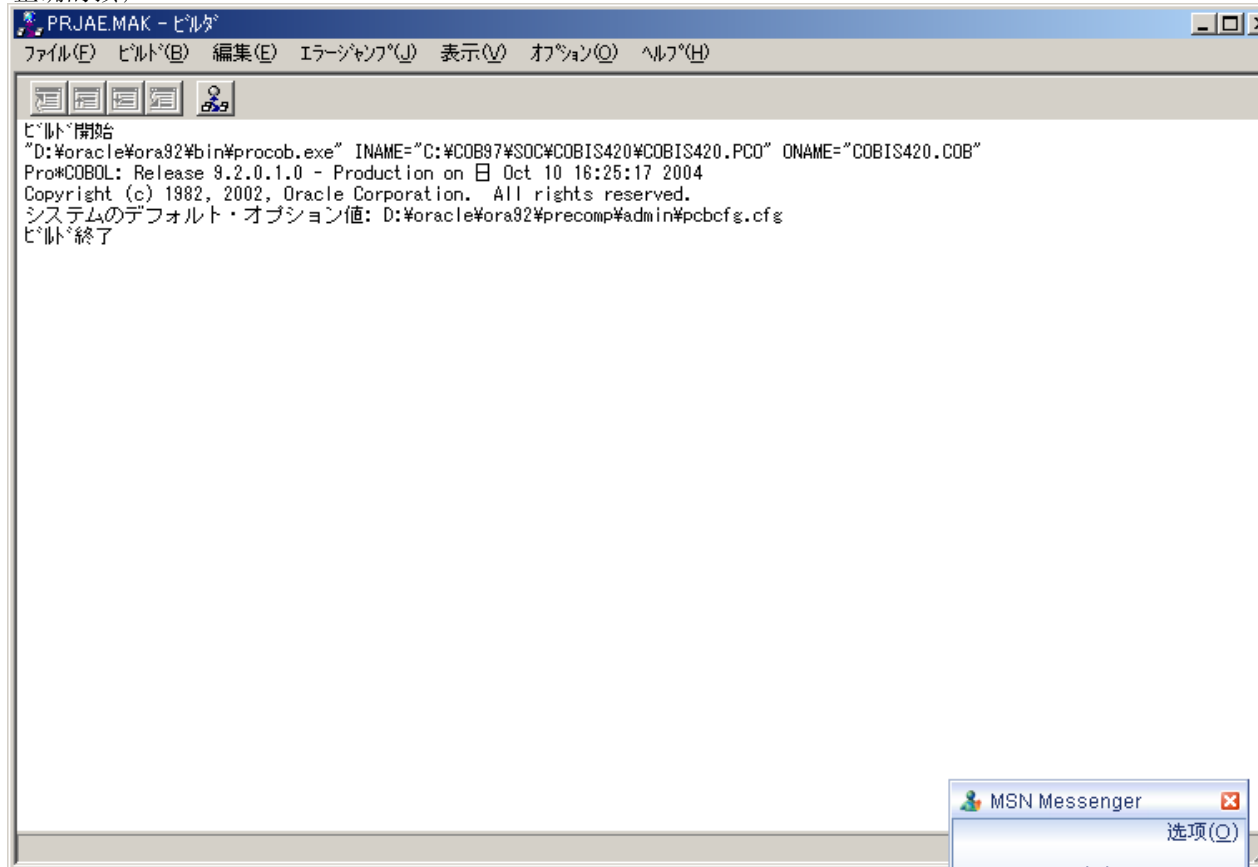 PRJAE.MAK - ﾋﾞﾙﾀﾞ
ﾌｧｲﾙ(F) ﾋﾞﾙﾄﾞ(B) 編集(E) ｴﾗｰｼﾞｬﾝﾌﾟ(J) 表示(V) ｵﾌﾟｼｮﾝ(O) ﾍﾙﾌﾟ(H)
ﾋﾞﾙﾄﾞ開始
"D:¥oracle¥ora92¥bin¥procob.exe" INAME="C:¥COB97¥SOC¥COBIS420¥COBIS420.PCO" ONAME="COBIS420.COB"
Pro*COBOL: Release 9.2.0.1.0 - Production on 日 Oct 10 16:25:17 2004
Copyright (c) 1982, 2002, Oracle Corporation.  All rights reserved.
システムのデフォルト・オプション値: D:¥oracle¥ora92¥precomp¥admin¥pcbcfg.cfg
ﾋﾞﾙﾄﾞ終了
MSN Messenger
选项(O)